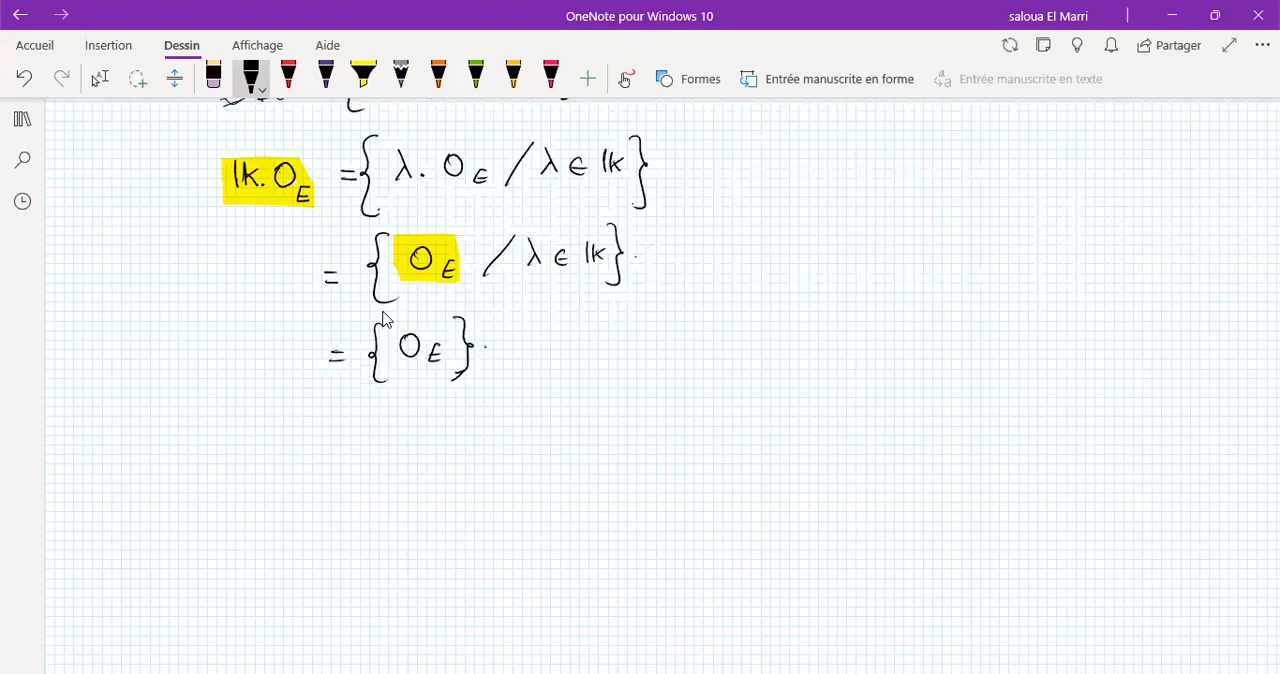 OneNote pour Windows 10
saloua El Marri
Accueil Insertion Dessin Affichage Aide
Partager
Formes Entrée manuscrite en forme Entrée manuscrite en texte
𝕜.0_E = { λ.0_E / λ ∈ 𝕜 }
= { 0_E / λ ∈ 𝕜 }.
= { 0_E }.